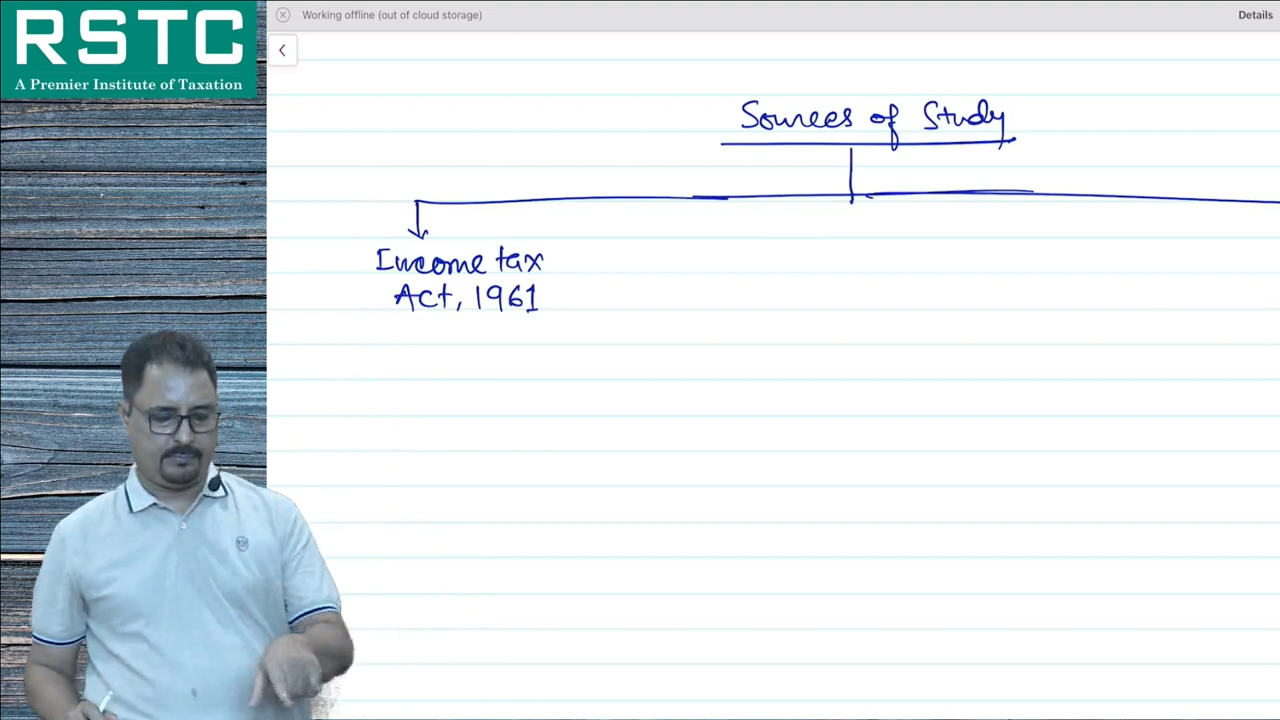 RSTC
A Premier Institute of Taxation
Working offline (out of cloud storage)
Details
Sources of Study
Income tax
Act, 1961